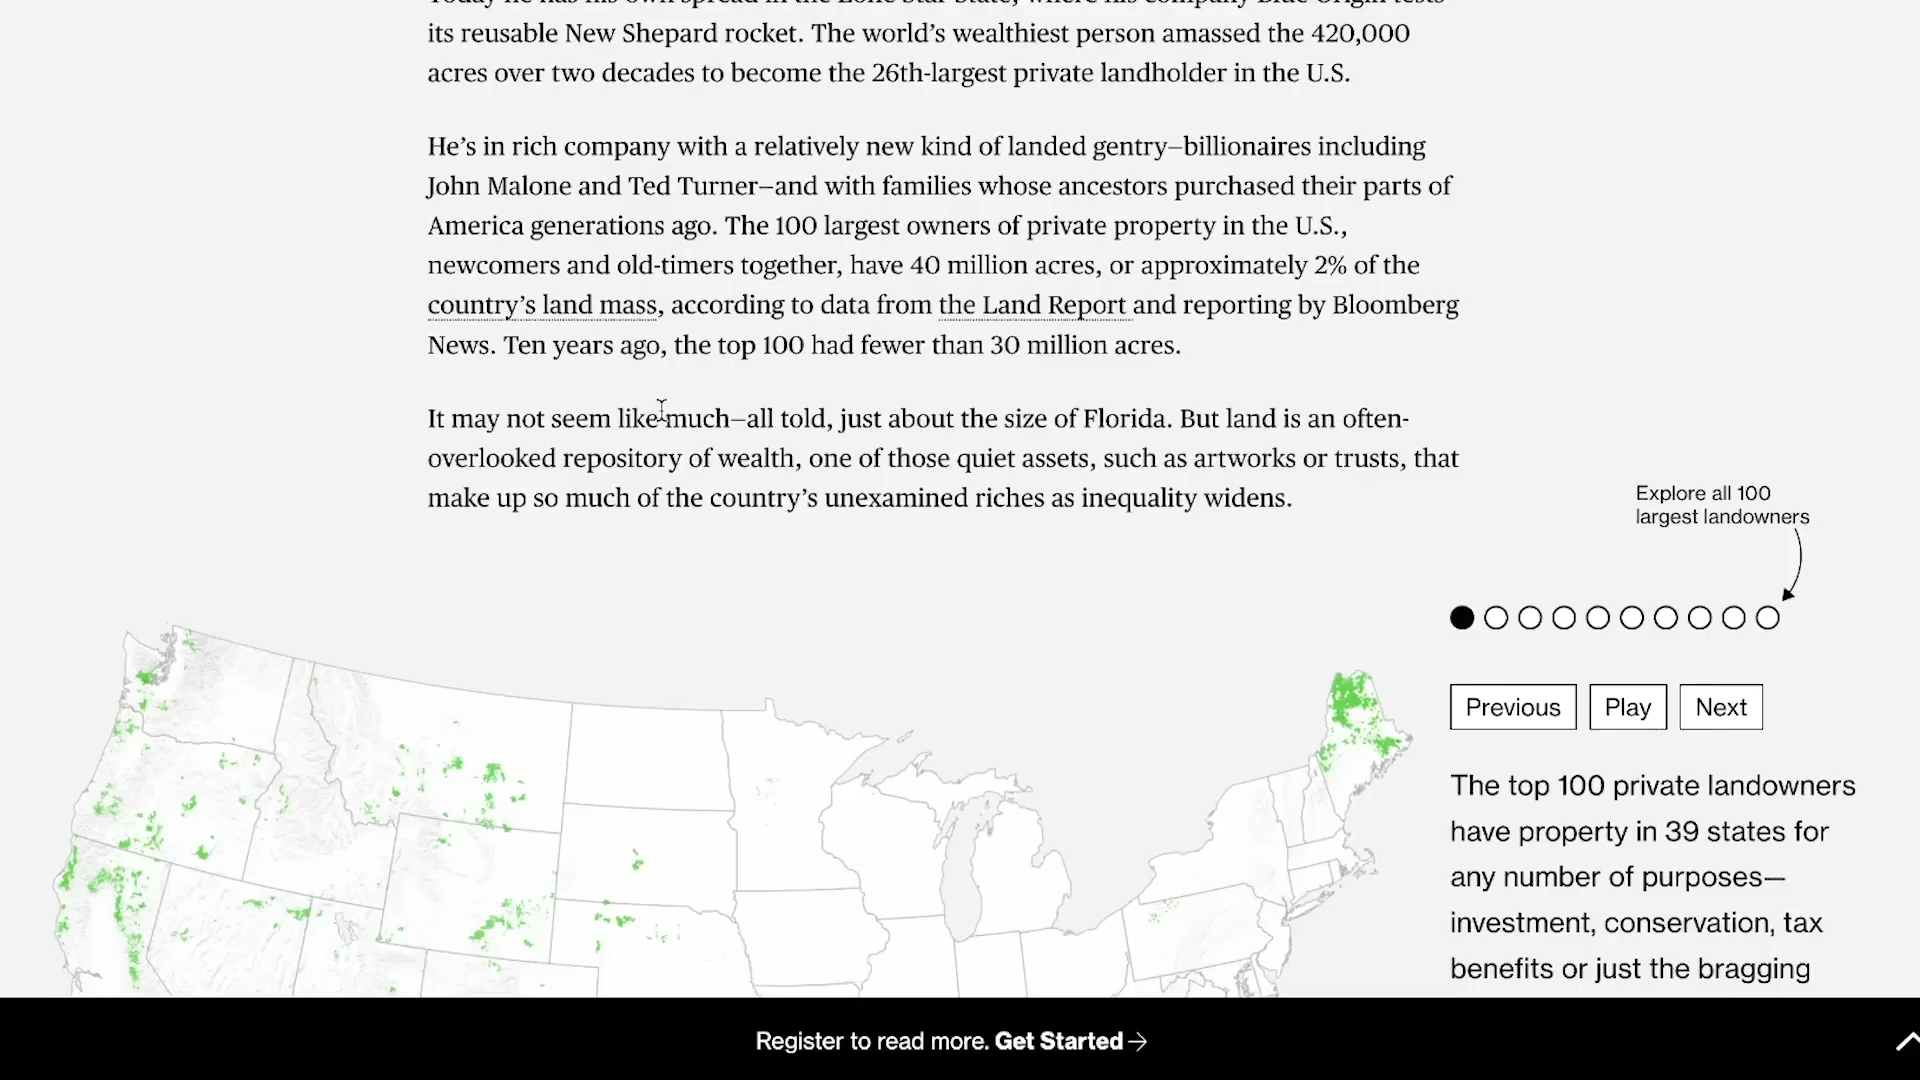 Today he has his own spread in the Lone Star State, where his company Blue Origin tests
its reusable New Shepard rocket. The world’s wealthiest person amassed the 420,000
acres over two decades to become the 26th-largest private landholder in the U.S.
He’s in rich company with a relatively new kind of landed gentry—billionaires including
John Malone and Ted Turner—and with families whose ancestors purchased their parts of
America generations ago. The 100 largest owners of private property in the U.S.,
newcomers and old-timers together, have 40 million acres, or approximately 2% of the
country’s land mass, according to data from the Land Report and reporting by Bloomberg
News. Ten years ago, the top 100 had fewer than 30 million acres.
It may not seem like much—all told, just about the size of Florida. But land is an often-
overlooked repository of wealth, one of those quiet assets, such as artworks or trusts, that
make up so much of the country’s unexamined riches as inequality widens.
Explore all 100
largest landowners
Previous Play Next
The top 100 private landowners
have property in 39 states for
any number of purposes—
investment, conservation, tax
benefits or just the bragging
Register to read more. Get Started →